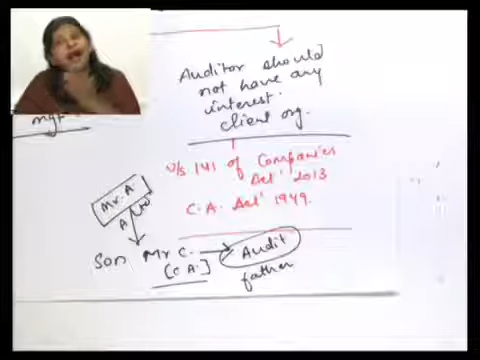 mgt
Auditor should
not have any
interest.
client org.
u/s 141 of Companies
Act' 2013
C.A. Act' 1949.
Mr. A.
Son Mr C. Audit
[C.A.] father